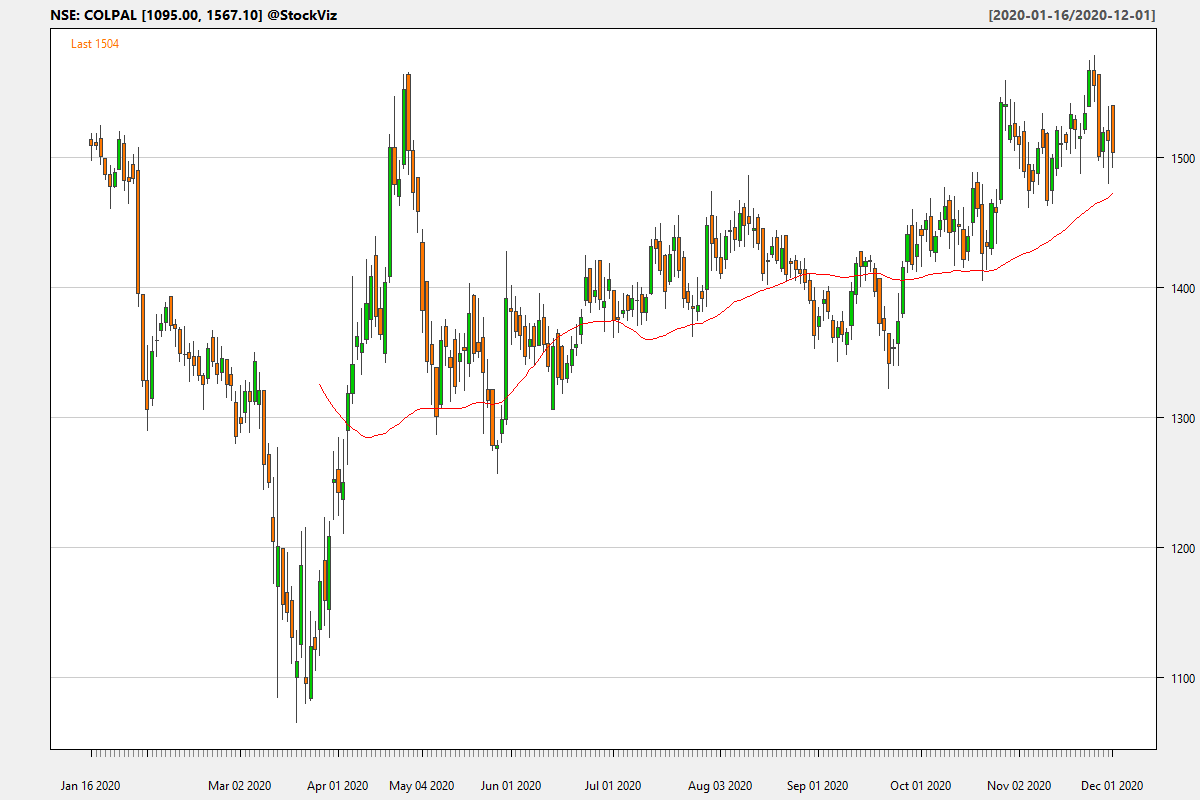 NSE: COLPAL [1095.00, 1567.10] @StockViz
[2020-01-16/2020-12-01]
Last 1504
1500
1400
1300
1200
1100
Jan 16 2020
Mar 02 2020
Apr 01 2020
May 04 2020
Jun 01 2020
Jul 01 2020
Aug 03 2020
Sep 01 2020
Oct 01 2020
Nov 02 2020
Dec 01 2020